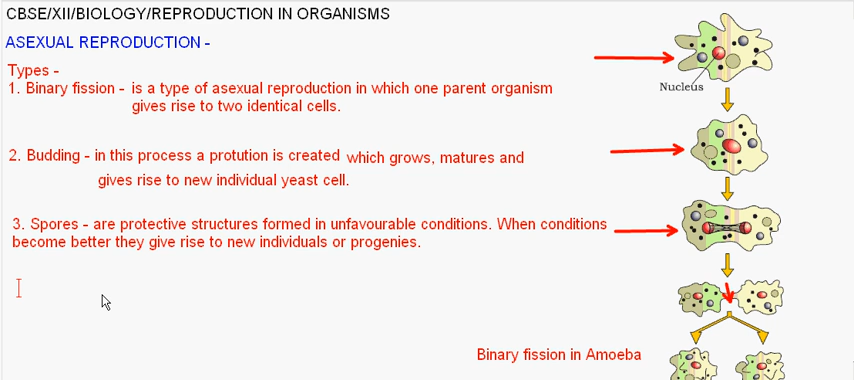 CBSE/XII/BIOLOGY/REPRODUCTION IN ORGANISMS
ASEXUAL REPRODUCTION -
Types -
1. Binary fission - is a type of asexual reproduction in which one parent organism
gives rise to two identical cells.
2. Budding - in this process a protution is created which grows, matures and
gives rise to new individual yeast cell.
3. Spores - are protective structures formed in unfavourable conditions. When conditions
become better they give rise to new individuals or progenies.
Nucleus
Binary fission in Amoeba